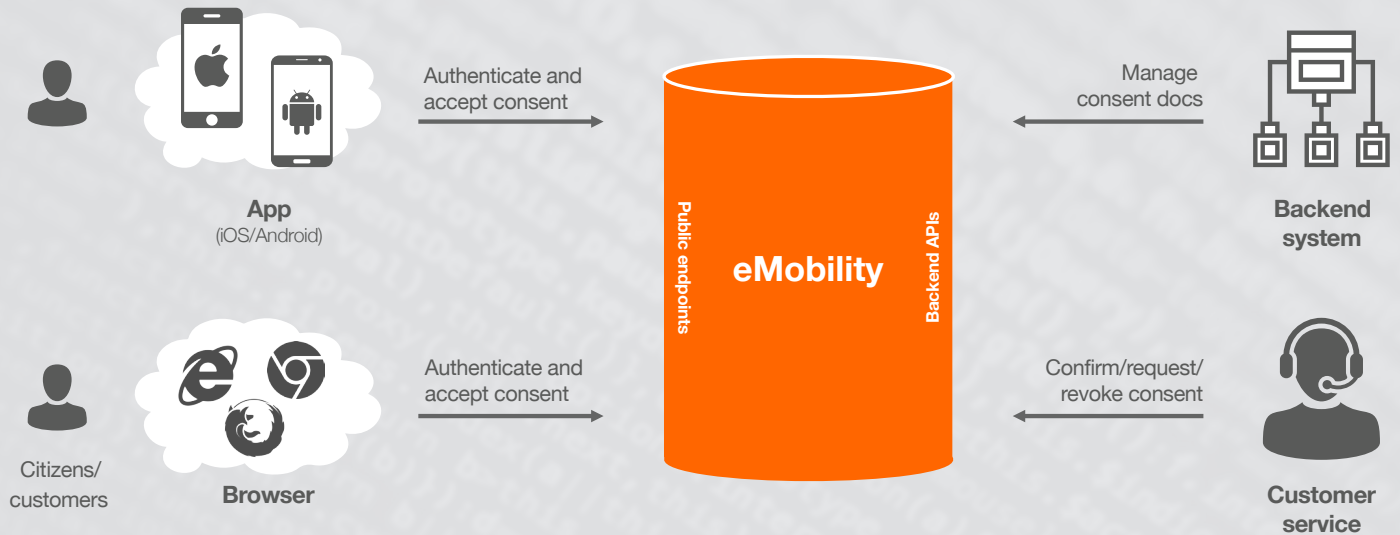 Authenticate and
accept consent
Manage
consent docs
App
(iOS/Android)
Public endpoints
eMobility
Backend APIs
Backend
system
Authenticate and
accept consent
Confirm/request/
revoke consent
Citizens/
customers
Browser
Customer
service